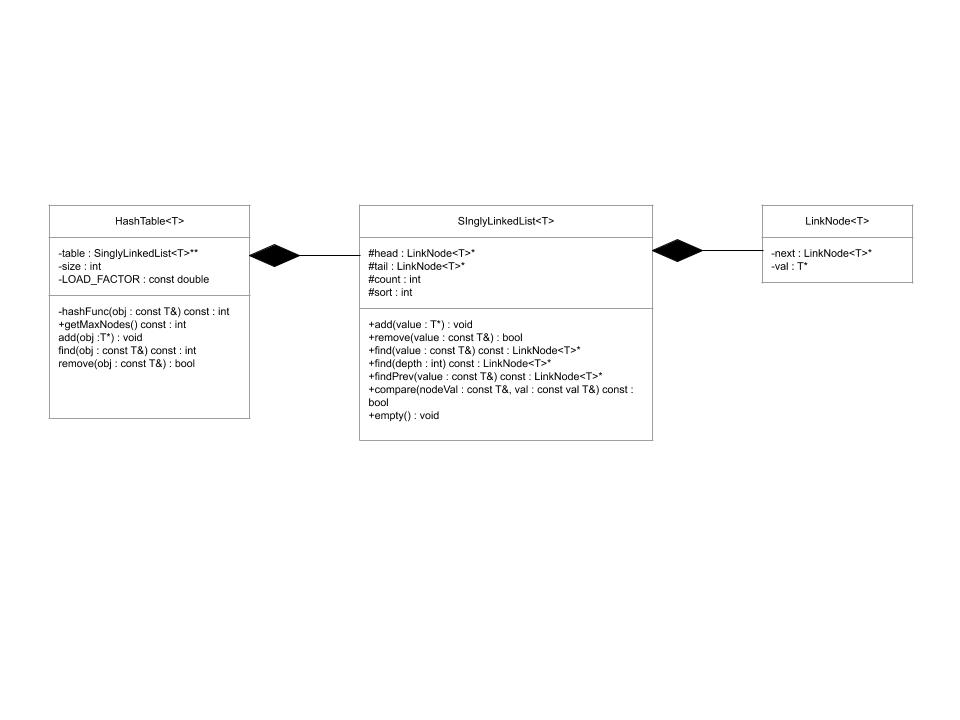 HashTable<T>
-table : SinglyLinkedList<T>**
-size : int
-LOAD_FACTOR : const double
-hashFunc(obj : const T&) const : int
+getMaxNodes() const : int
add(obj :T*) : void
find(obj : const T&) const : int
remove(obj : const T&) : bool
SInglyLinkedList<T>
#head : LinkNode<T>*
#tail : LinkNode<T>*
#count : int
#sort : int
+add(value : T*) : void
+remove(value : const T&) : bool
+find(value : const T&) const : LinkNode<T>*
+find(depth : int) const : LinkNode<T>*
+findPrev(value : const T&) const : LinkNode<T>*
+compare(nodeVal : const T&, val : const val T&) const :
bool
+empty() : void
LinkNode<T>
-next : LinkNode<T>*
-val : T*